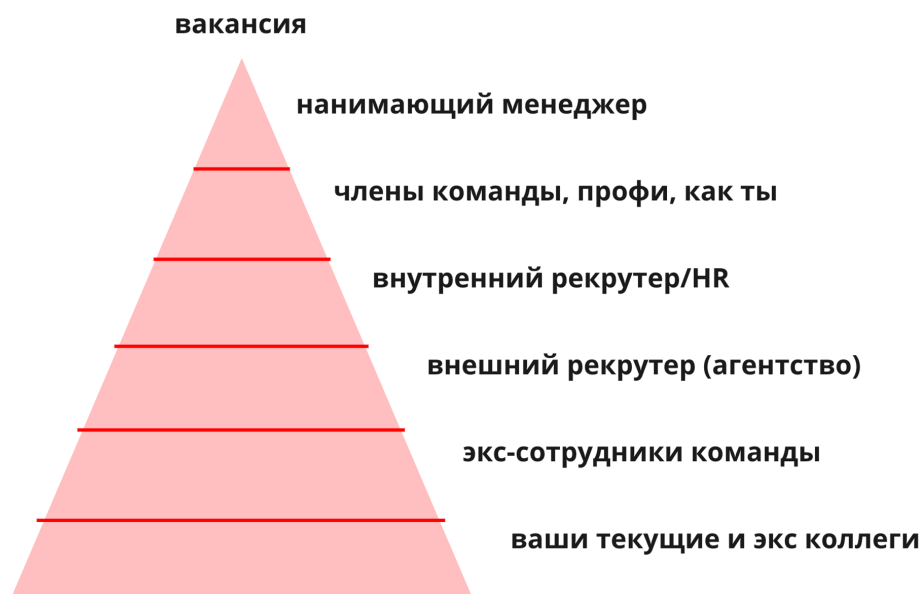 вакансия
нанимающий менеджер
члены команды, профи, как ты
внутренний рекрутер/HR
внешний рекрутер (агентство)
экс-сотрудники команды
ваши текущие и экс коллеги